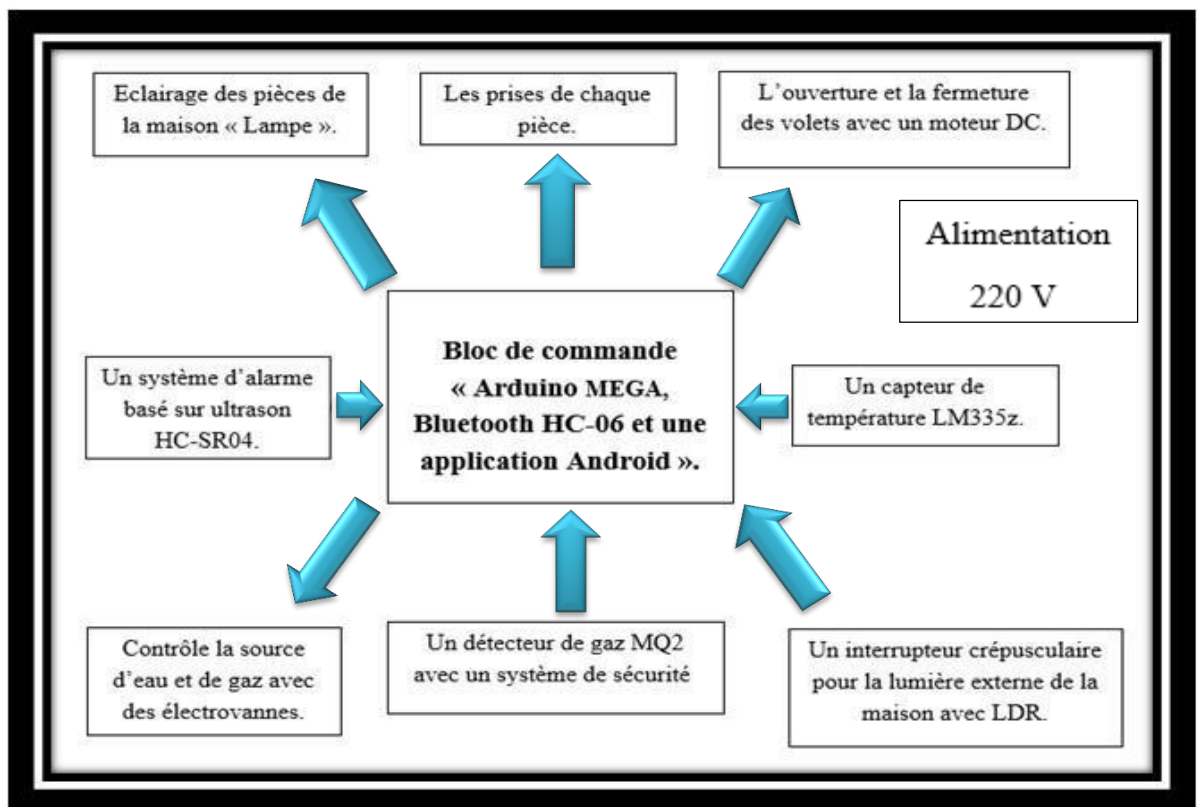 Eclairage des pièces de
la maison « Lampe ».
Les prises de chaque
pièce.
L'ouverture et la fermeture
des volets avec un moteur DC.
Alimentation
220 V
Bloc de commande
« Arduino MEGA,
Bluetooth HC-06 et une
application Android ».
Un système d'alarme
basé sur ultrason
HC-SR04.
Un capteur de
température LM335z.
Contrôle la source
d'eau et de gaz avec
des électrovannes.
Un détecteur de gaz MQ2
avec un système de sécurité
Un interrupteur crépusculaire
pour la lumière externe de la
maison avec LDR.